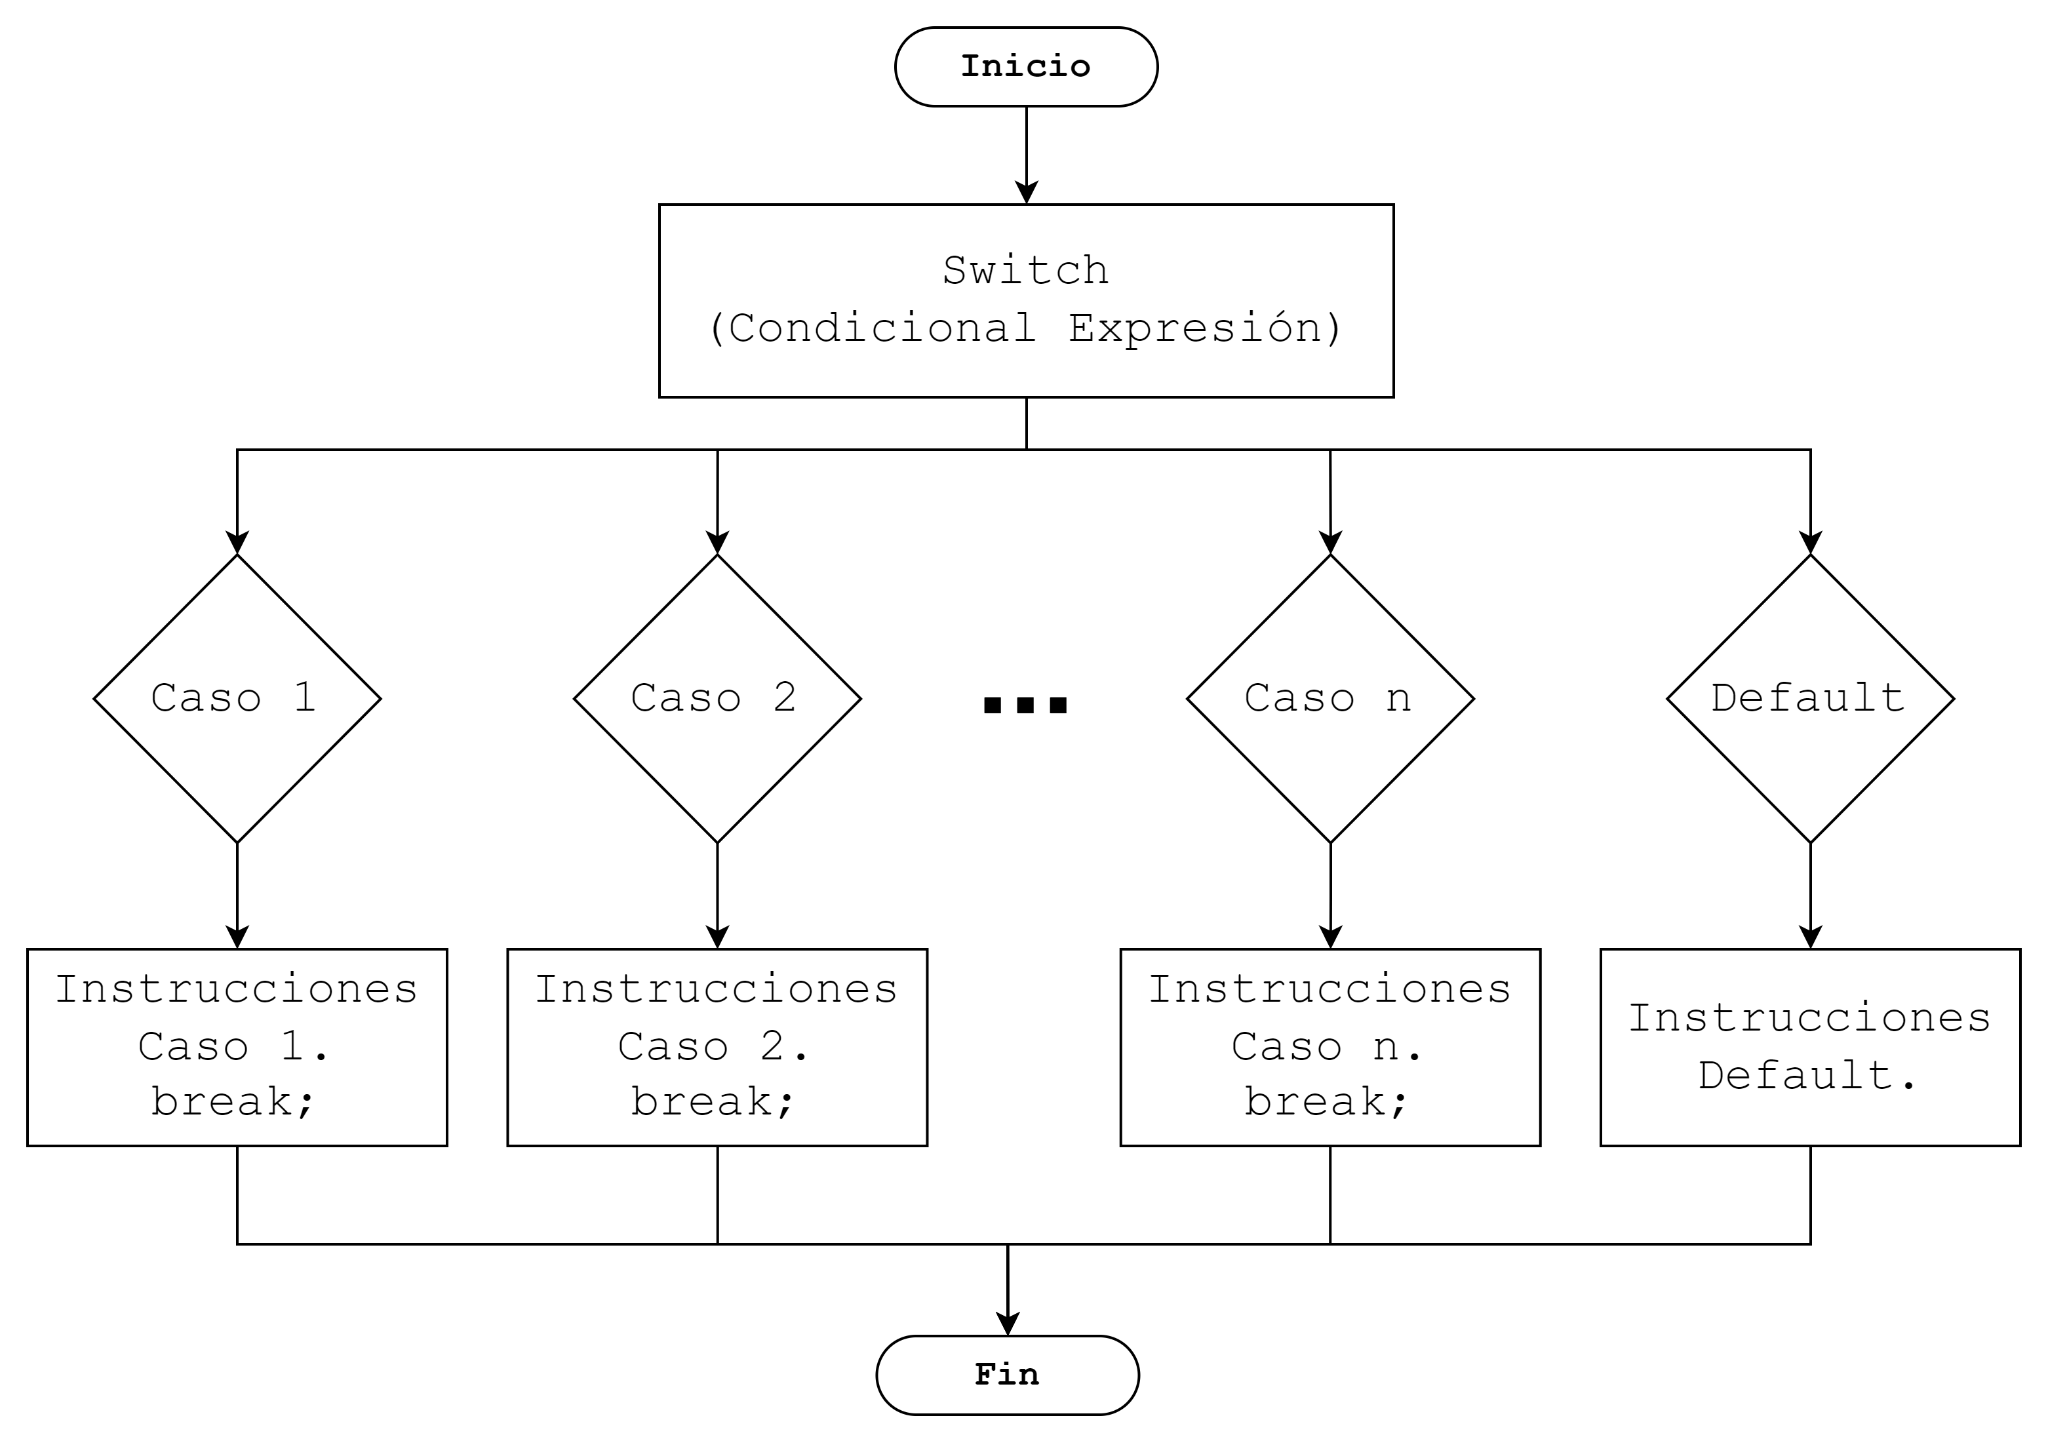 Inicio
Switch
(Condicional Expresión)
Caso 1
Caso 2
...
Caso n
Default
Instrucciones
Caso 1.
break;
Instrucciones
Caso 2.
break;
Instrucciones
Caso n.
break;
Instrucciones
Default.
Fin